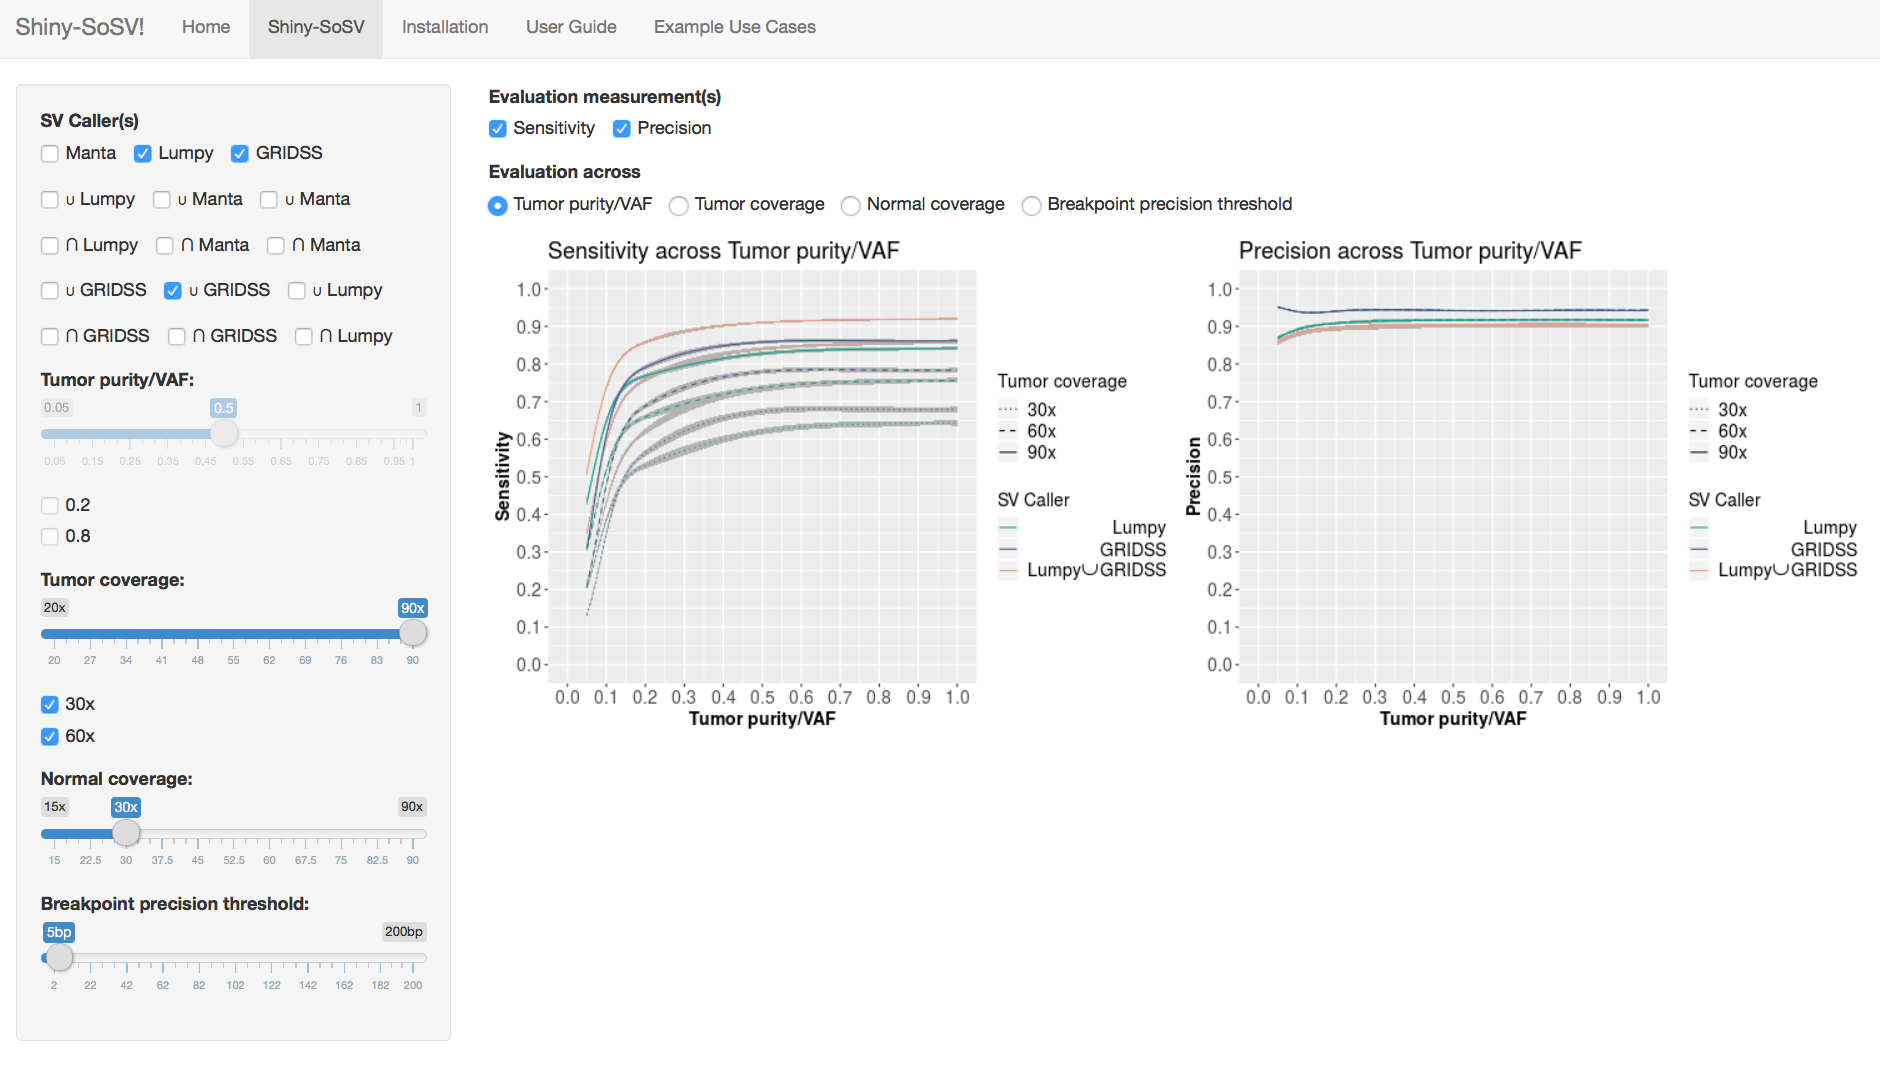 Shiny-SoSV! Home Shiny-SoSV Installation User Guide Example Use Cases
SV Caller(s)
Manta Lumpy GRIDSS
∪ Lumpy ∪ Manta ∪ Manta
∩ Lumpy ∩ Manta ∩ Manta
∪ GRIDSS ∪ GRIDSS ∪ Lumpy
∩ GRIDSS ∩ GRIDSS ∩ Lumpy
Tumor purity/VAF:
0.05 0.5 1
0.05 0.15 0.25 0.35 0.45 0.55 0.65 0.75 0.85 0.95 1
0.2
0.8
Tumor coverage:
20x 90x
20 27 34 41 48 55 62 69 76 83 90
30x
60x
Normal coverage:
15x 30x 90x
15 22.5 30 37.5 45 52.5 60 67.5 75 82.5 90
Breakpoint precision threshold:
5bp 200bp
2 22 42 62 82 102 122 142 162 182 200
Evaluation measurement(s)
Sensitivity Precision
Evaluation across
Tumor purity/VAF Tumor coverage Normal coverage Breakpoint precision threshold
Sensitivity across Tumor purity/VAF
1.0
0.9
0.8
0.7
0.6
0.5
0.4
0.3
0.2
0.1
0.0
Sensitivity
0.0 0.1 0.2 0.3 0.4 0.5 0.6 0.7 0.8 0.9 1.0
Tumor purity/VAF
Tumor coverage
30x
60x
90x
SV Caller
Lumpy
GRIDSS
Lumpy∪GRIDSS
Precision across Tumor purity/VAF
1.0
0.9
0.8
0.7
0.6
0.5
0.4
0.3
0.2
0.1
0.0
Precision
0.0 0.1 0.2 0.3 0.4 0.5 0.6 0.7 0.8 0.9 1.0
Tumor purity/VAF
Tumor coverage
30x
60x
90x
SV Caller
Lumpy
GRIDSS
Lumpy∪GRIDSS